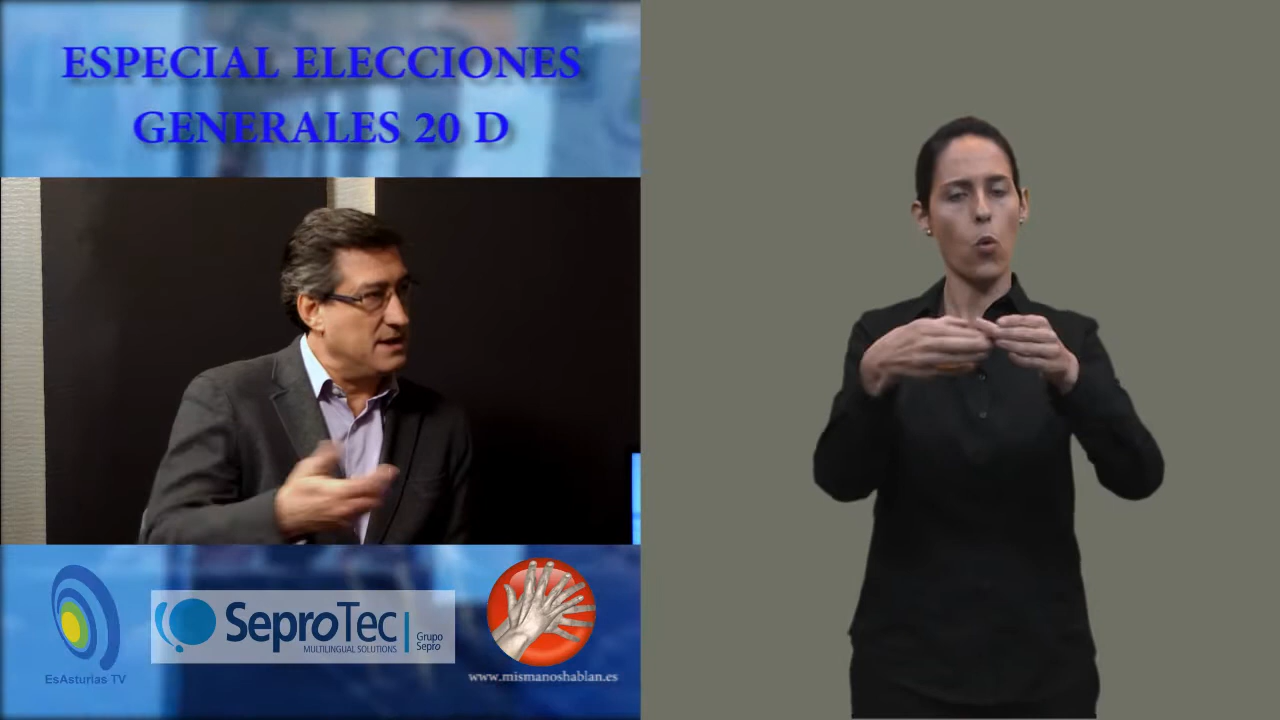 ESPECIAL ELECCIONES
GENERALES 20 D
SeproTec
MULTILINGUAL SOLUTIONS
Grupo
Sepro
EsAsturias TV
www.mismanoshablan.es